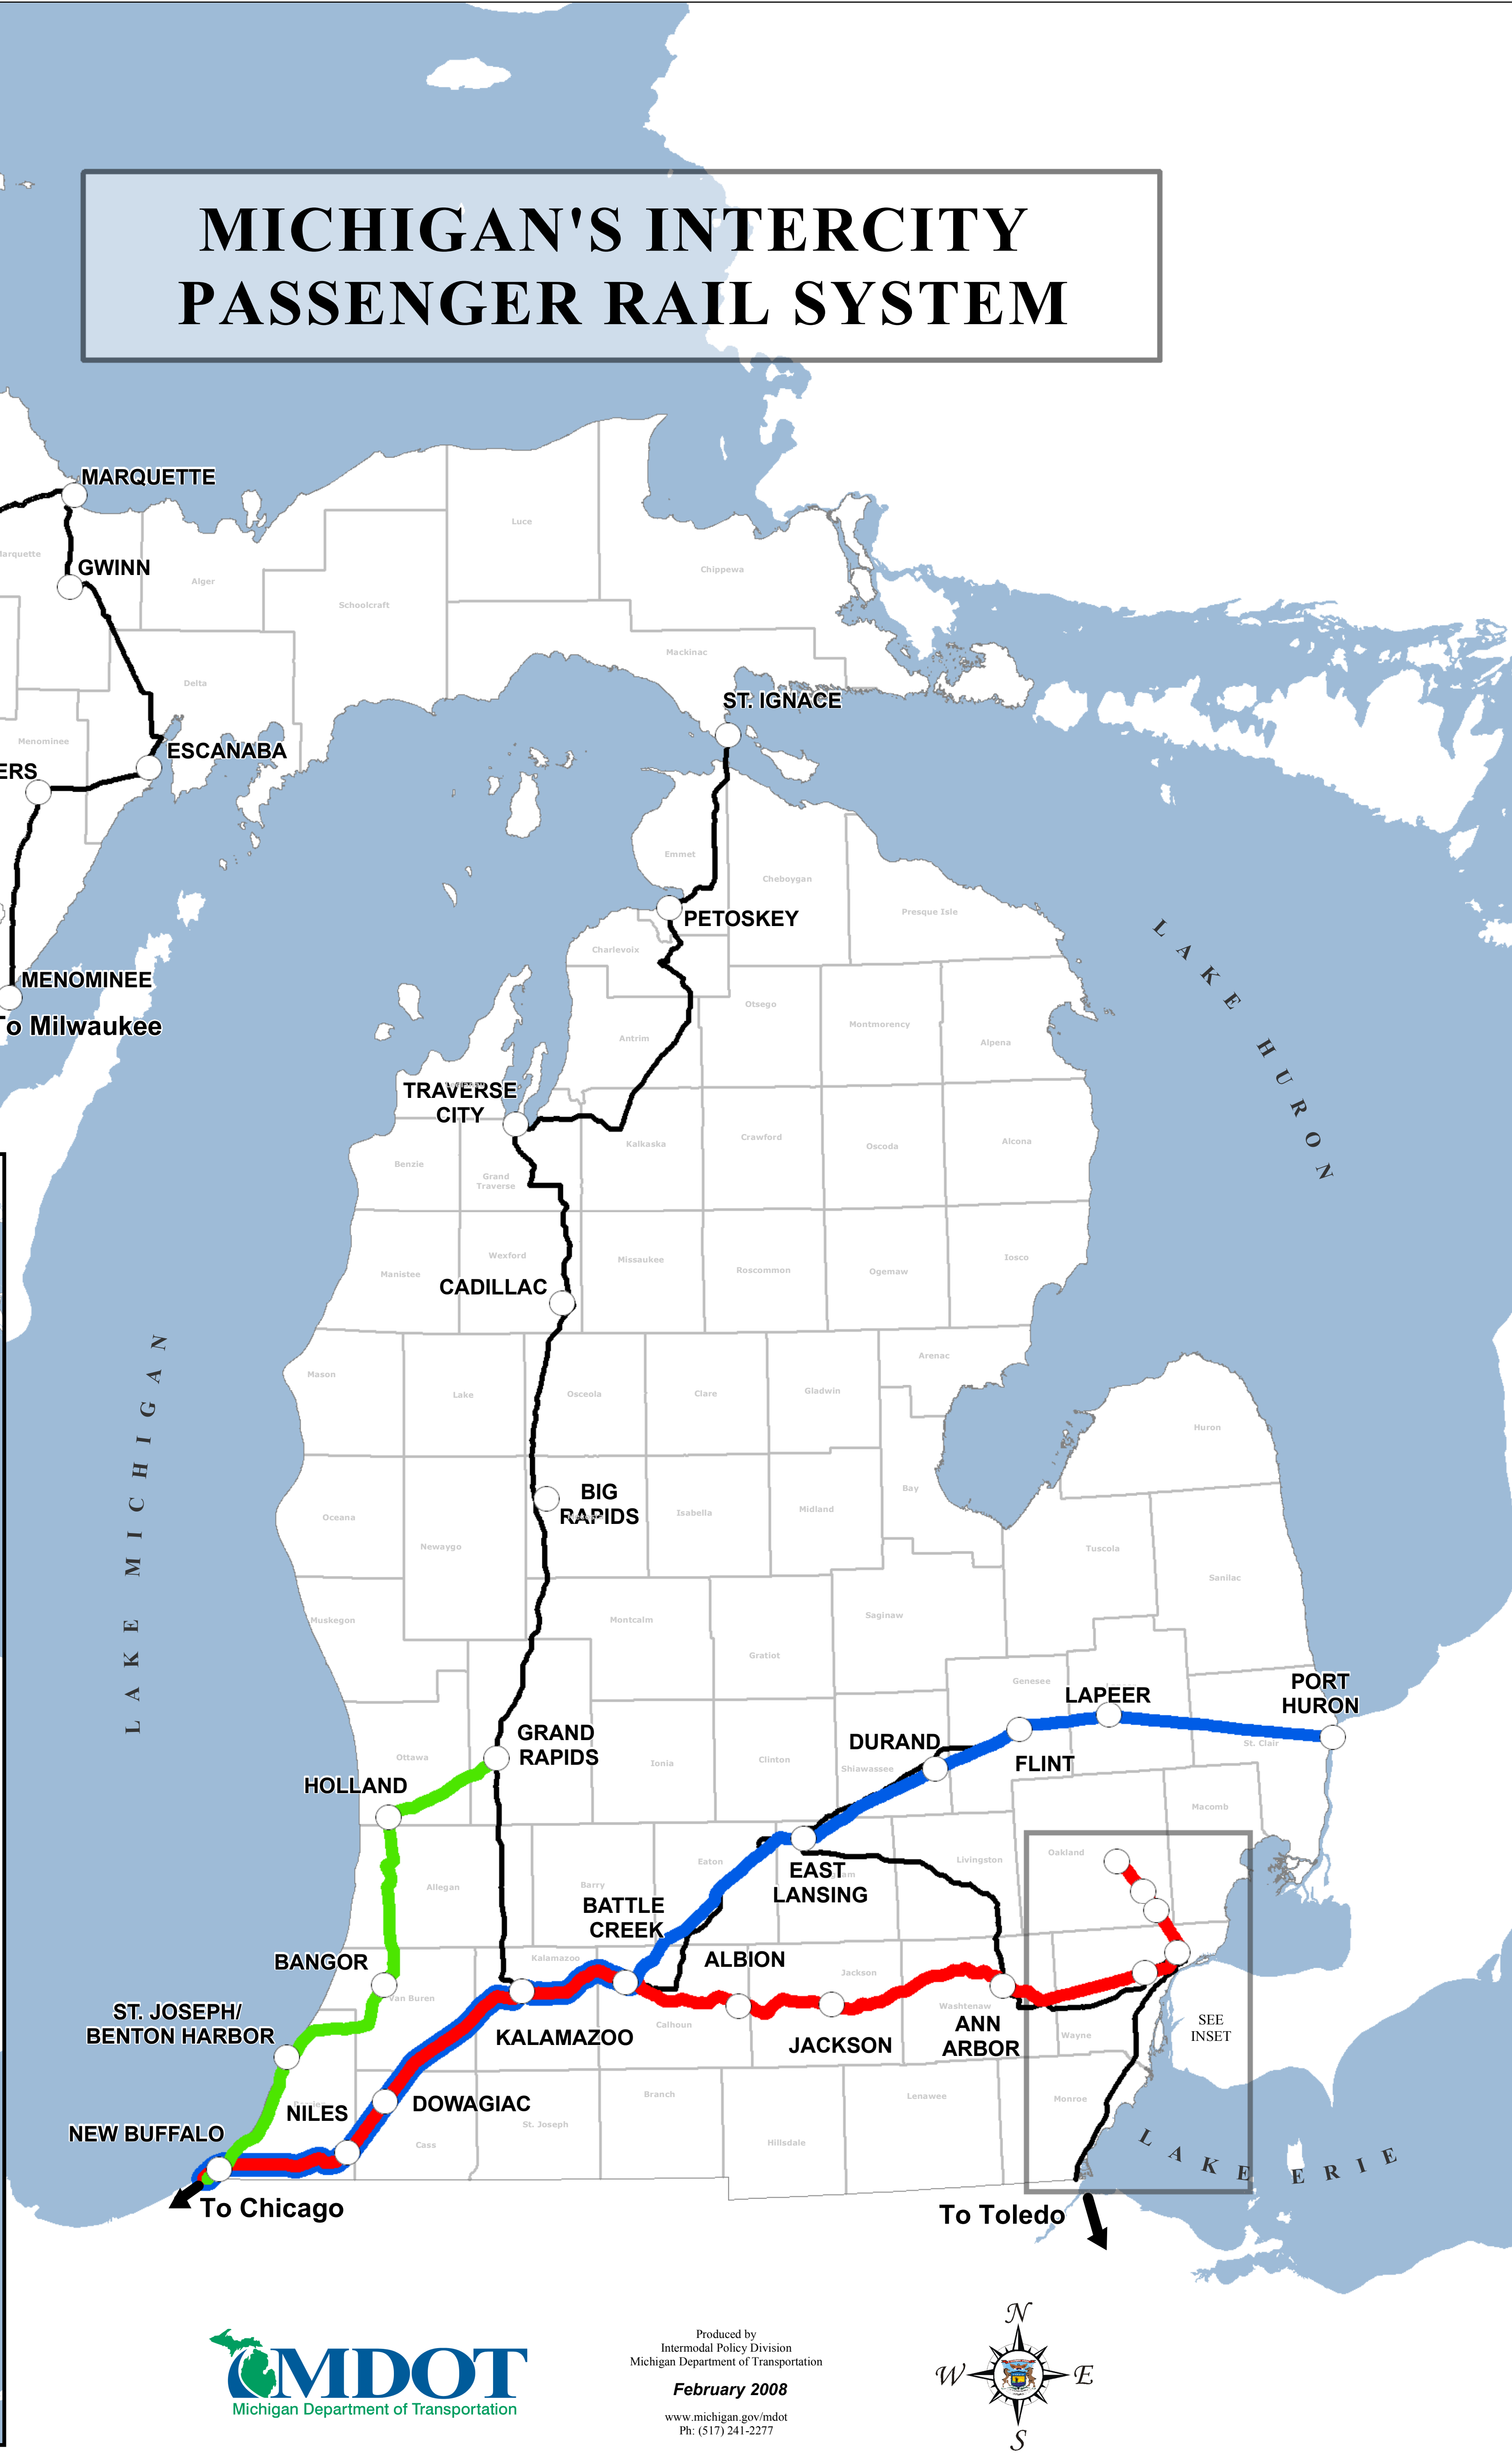 MICHIGAN'S INTERCITY
PASSENGER RAIL SYSTEM
MARQUETTE
Luce
arquette
GWINN
Chippewa
Alger
Schoolcraft
Mackinac
Delta
ST. IGNACE
Menominee
ESCANABA
ERS
Emmet
Cheboygan
Presque Isle
PETOSKEY
Charlevoix
LAKE HURON
MENOMINEE
Otsego
To Milwaukee
Montmorency
Antrim
Alpena
TRAVERSE
CITY
Crawford
Kalkaska
Oscoda
Alcona
Benzie
Grand
Traverse
Wexford
Missaukee
Iosco
Roscommon
Ogemaw
Manistee
CADILLAC
LAKE MICHIGAN
Arenac
Mason
Lake
Osceola
Clare
Gladwin
Huron
BIG
RAPIDS
Bay
Isabella
Midland
Oceana
Newaygo
Tuscola
Sanilac
Muskegon
Montcalm
Saginaw
Gratiot
Genesee
LAPEER
PORT
HURON
GRAND
RAPIDS
DURAND
St. Clair
Ottawa
Ionia
Clinton
Shiawassee
FLINT
HOLLAND
Macomb
Oakland
Eaton
Livingston
EAST
LANSING
am
Allegan
Barry
BATTLE
CREEK
BANGOR
Kalamazoo
ALBION
Jackson
Van Buren
Washtenaw
ST. JOSEPH/
BENTON HARBOR
Calhoun
ANN
ARBOR
SEE
INSET
KALAMAZOO
JACKSON
Wayne
Branch
Lenawee
Monroe
NILES
DOWAGIAC
St. Joseph
NEW BUFFALO
Cass
Hillsdale
LAKE ERIE
To Chicago
To Toledo
MDOT
Michigan Department of Transportation
Produced by
Intermodal Policy Division
Michigan Department of Transportation
February 2008
www.michigan.gov/mdot
Ph: (517) 241-2277
N
W
E
S